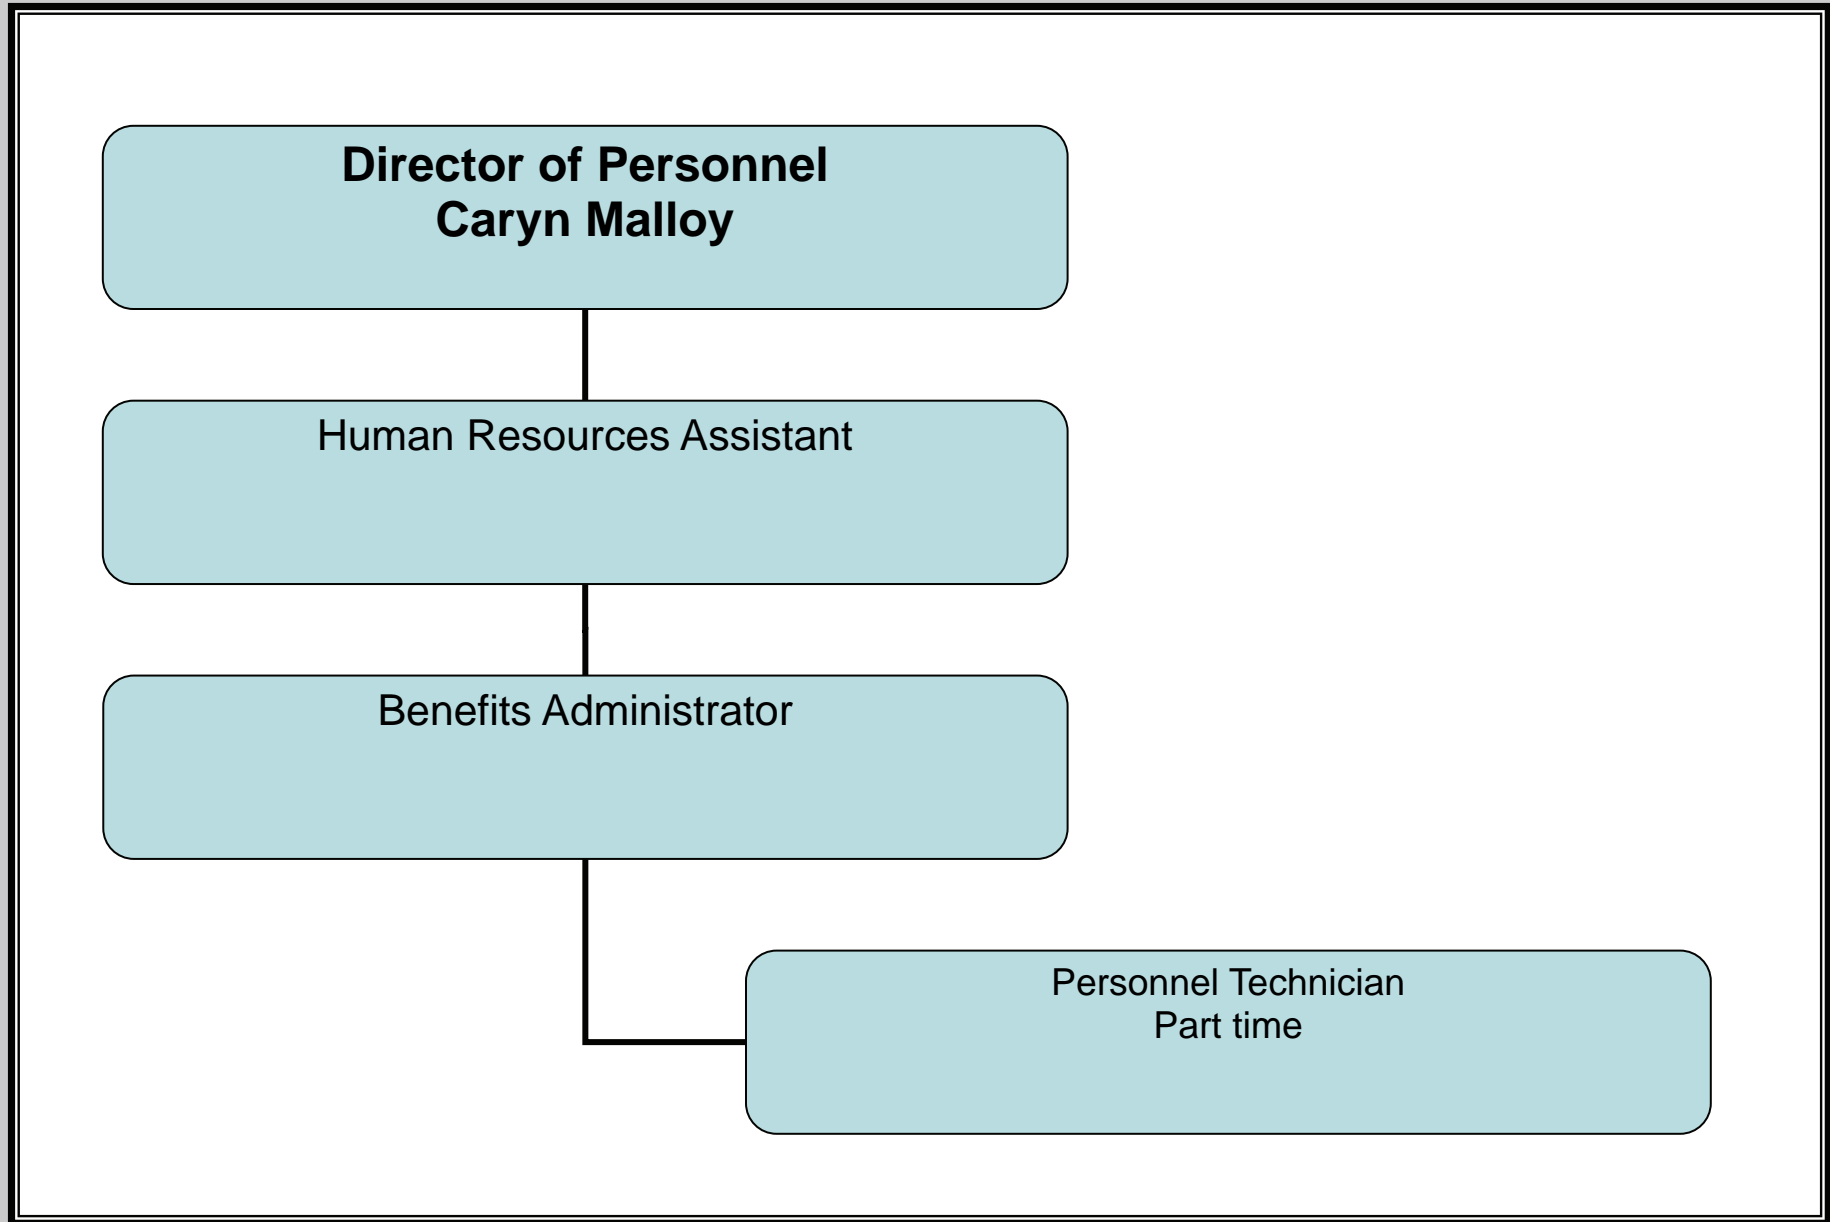 Director of Personnel
Caryn Malloy
Human Resources Assistant
Benefits Administrator
Personnel Technician
Part time